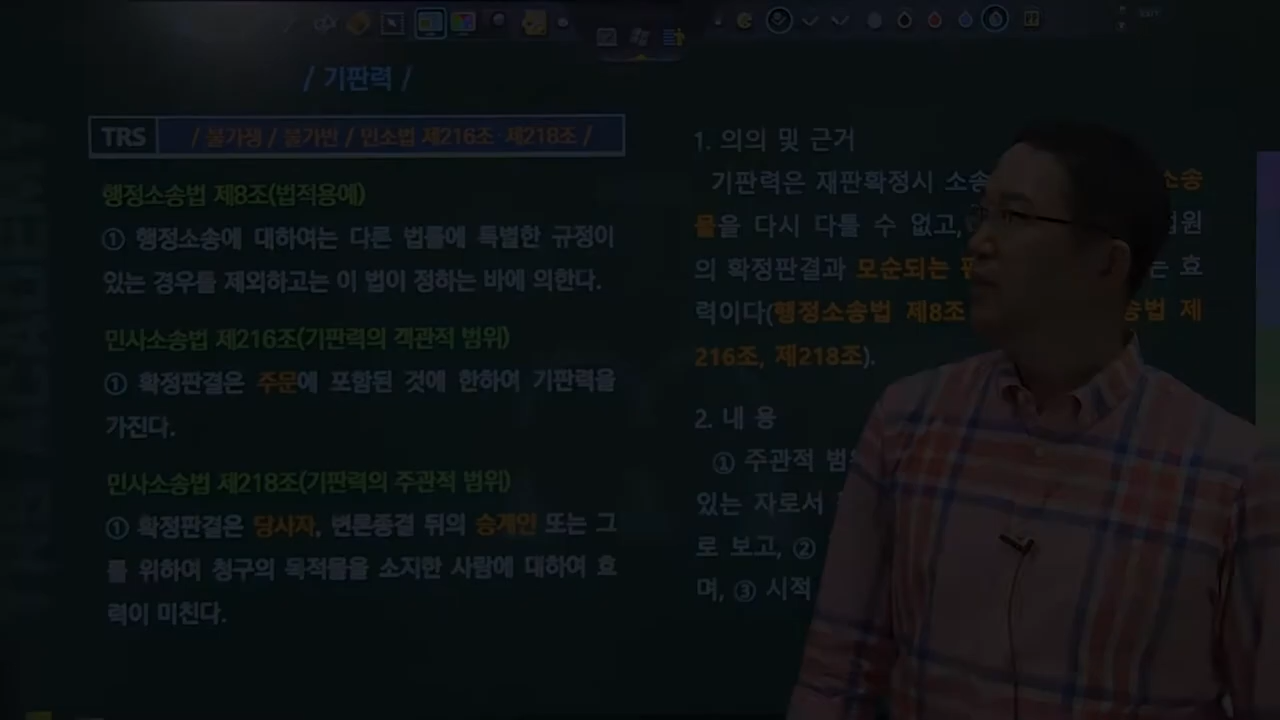 / 기판력 /
TRS / 불가쟁 / 불가반 / 민소법 제216조·제218조 /
행정소송법 제8조(법적용예)
① 행정소송에 대하여는 다른 법률에 특별한 규정이
있는 경우를 제외하고는 이 법이 정하는 바에 의한다.
민사소송법 제216조(기판력의 객관적 범위)
① 확정판결은 주문에 포함된 것에 한하여 기판력을
가진다.
민사소송법 제218조(기판력의 주관적 범위)
① 확정판결은 당사자, 변론종결 뒤의 승계인 또는 그
를 위하여 청구의 목적물을 소지한 사람에 대하여 효
력이 미친다.
1. 의의 및 근거
기판력은 재판확정시 소송 소송
물을 다시 다툴 수 없고,
의 확정판결과 모순되는 는 효
력이다(행정소송법 제8조 송법 제
216조, 제218조).
2. 내 용
① 주관적 범
있는 자로서
로 보고, ②
며, ③ 시적